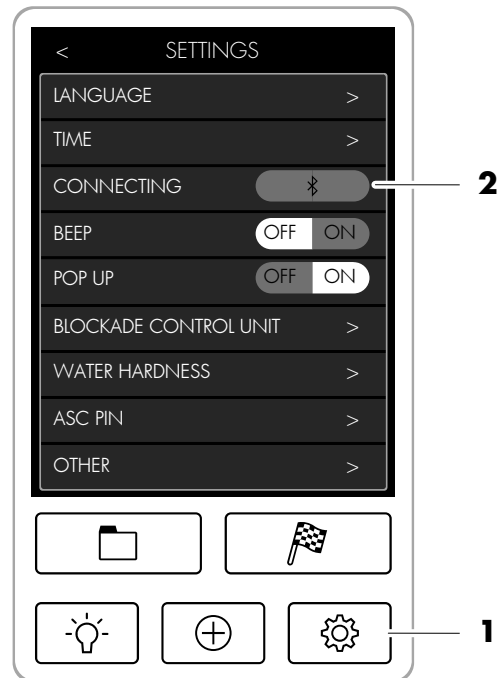 < SETTINGS
LANGUAGE >
TIME >
CONNECTING
2
BEEP OFF ON
POP UP OFF ON
BLOCKADE CONTROL UNIT >
WATER HARDNESS >
ASC PIN >
OTHER >
1